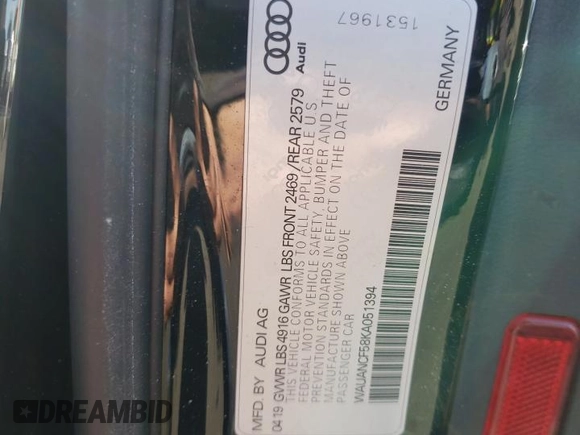 MFD. BY AUDI AG
0419 GVWR LBS 4916 GAWR LBS FRONT 2469 /REAR 2579
THIS VEHICLE CONFORMS TO ALL APPLICABLE U S
FEDERAL MOTOR VEHICLE SAFETY, BUMPER AND THEFT
PREVENTION STANDARDS IN EFFECT ON THE DATE OF
MANUFACTURE SHOWN ABOVE
PASSENGER CAR
WAUANCF58KA051394
Audi
1531967
GERMANY
DREAMBID